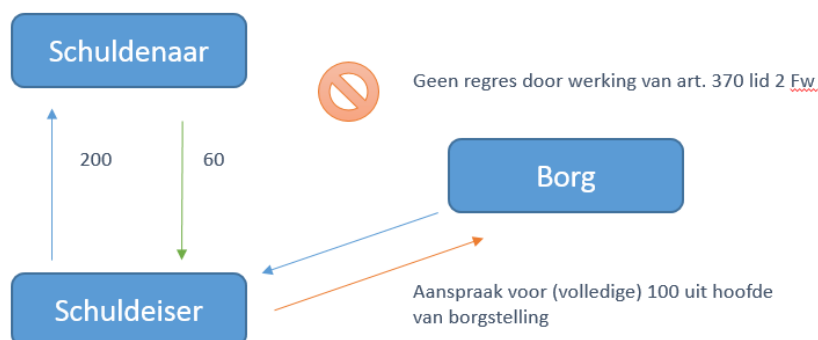 Schuldenaar
Geen regres door werking van art. 370 lid 2 Fw
200
60
Borg
Schuldeiser
Aanspraak voor (volledige) 100 uit hoofde
van borgstelling